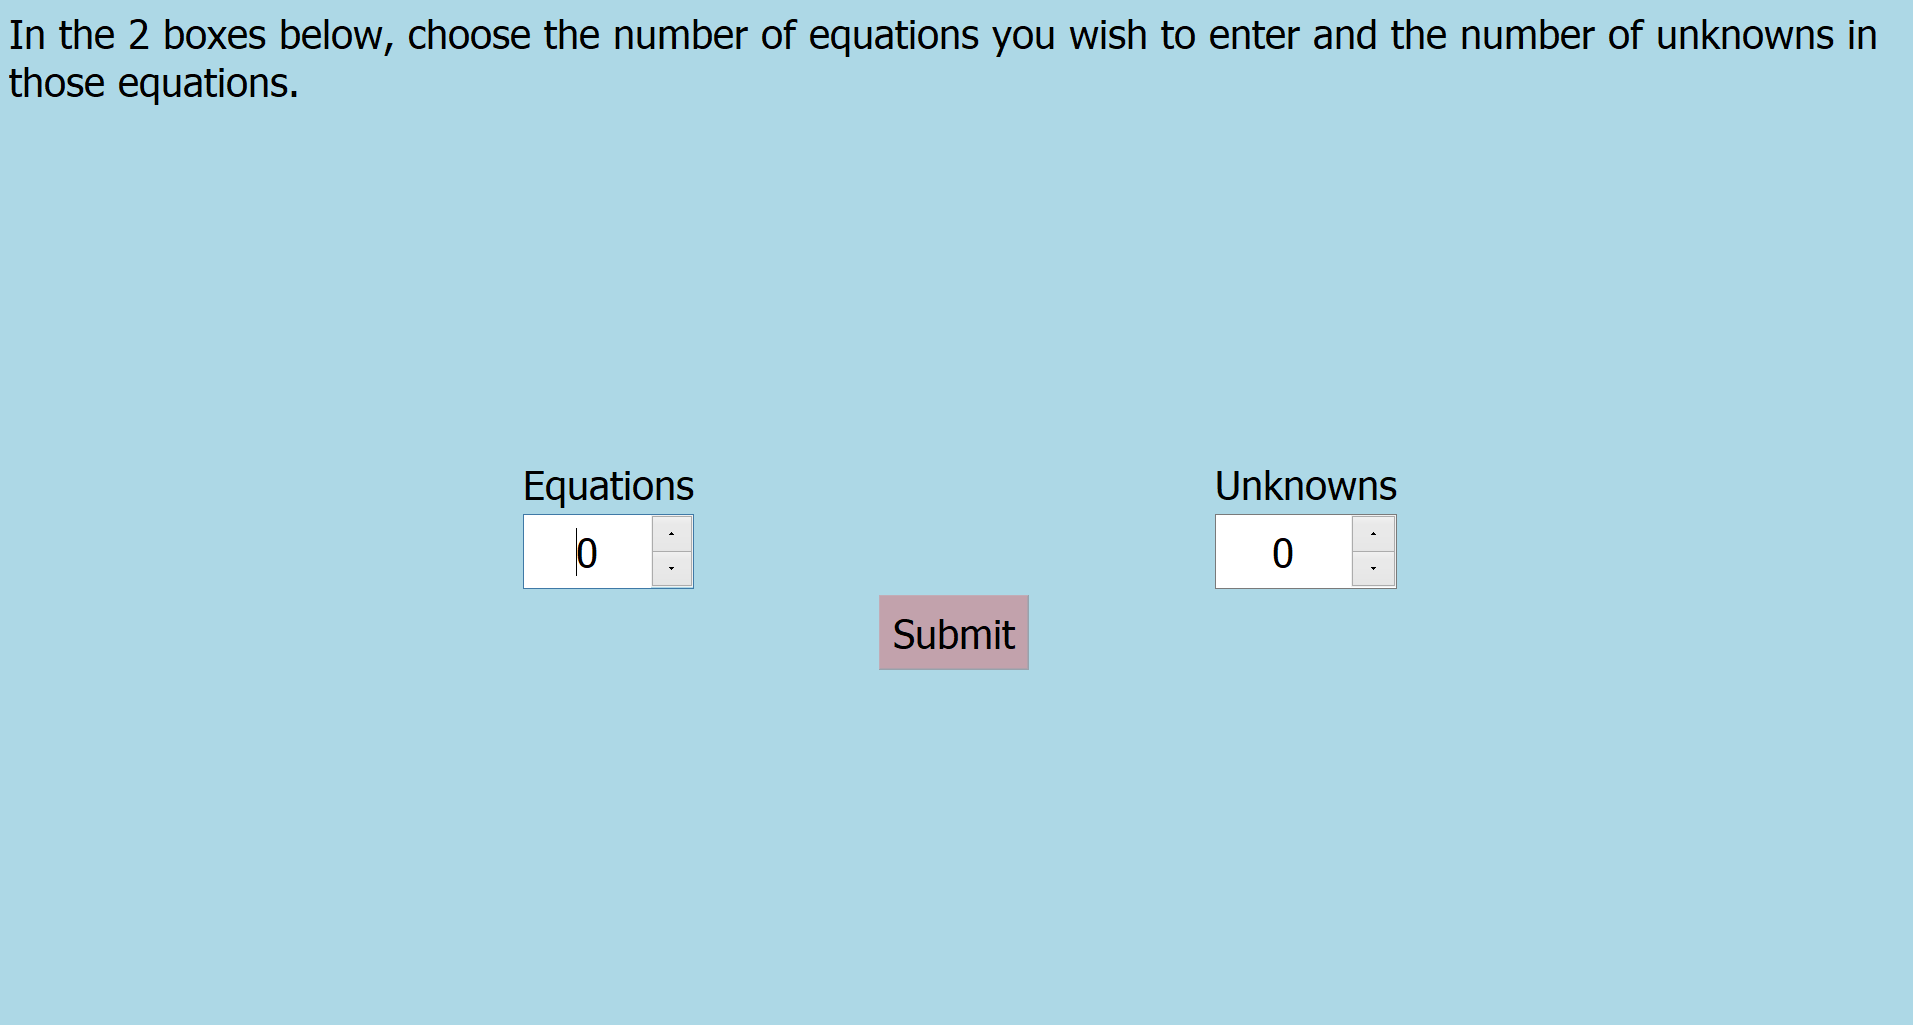 In the 2 boxes below, choose the number of equations you wish to enter and the number of unknowns in
those equations.
Equations
Unknowns
0
0
Submit